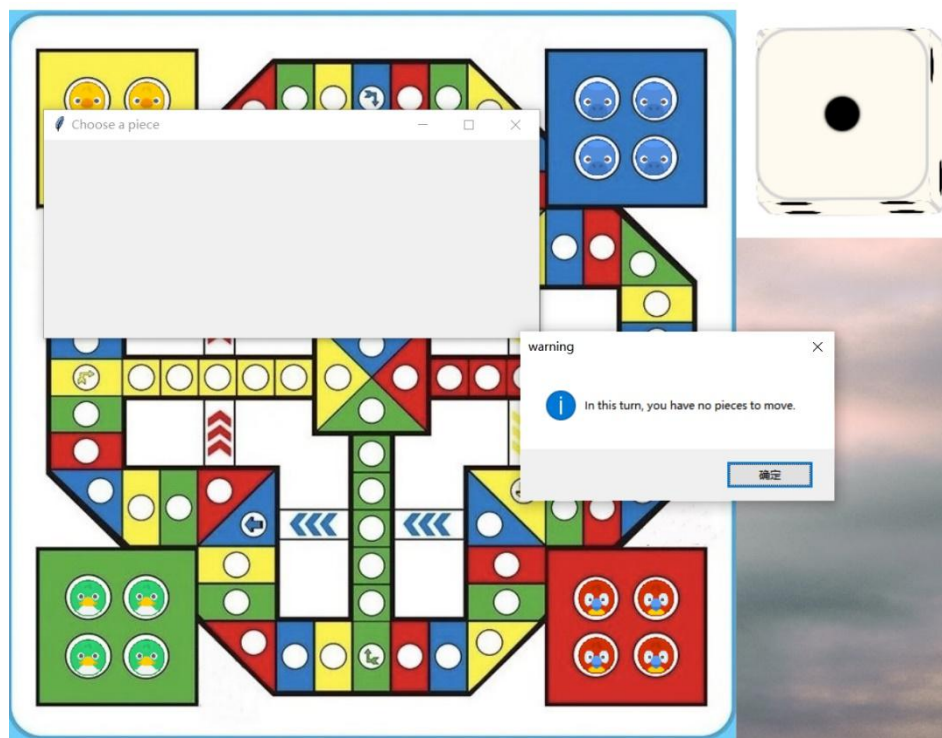 Choose a piece
warning
In this turn, you have no pieces to move.
确定